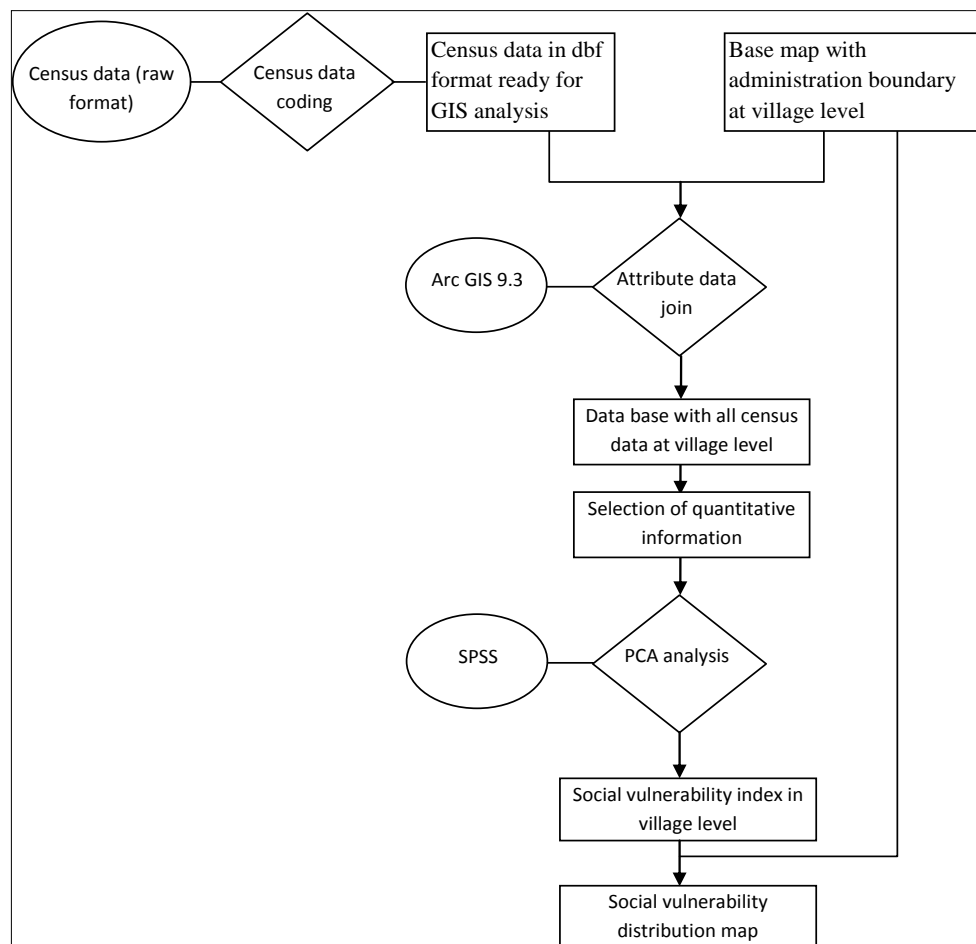 Census data (raw
format)
Census data
coding
Census data in dbf
format ready for
GIS analysis
Base map with
administration boundary
at village level
Arc GIS 9.3
Attribute data
join
Data base with all census
data at village level
Selection of quantitative
information
SPSS
PCA analysis
Social vulnerability index in
village level
Social vulnerability
distribution map